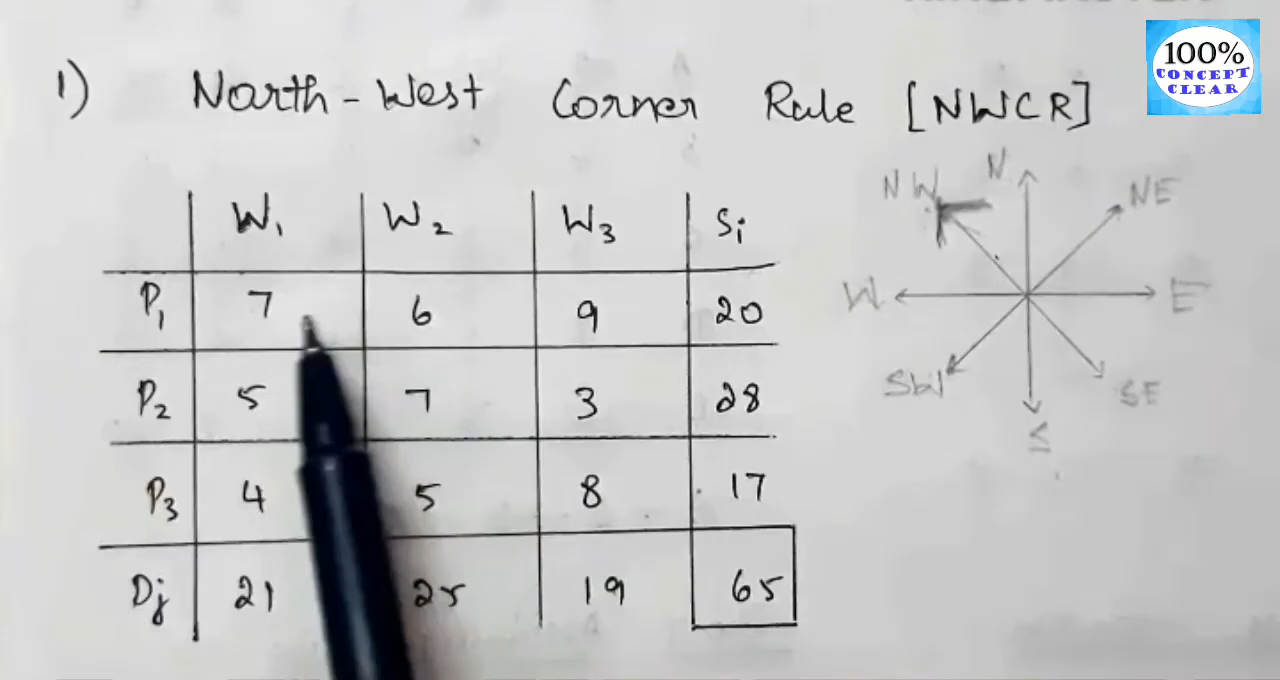 100%
CONCEPT
CLEAR
1) North-West Corner Rule [NWCR]
W1 W2 W3 Si
P1 7 6 9 20
P2 5 7 3 28
P3 4 5 8 17
Dj 21 25 19 65
NW N NE
W E
SW SE
S